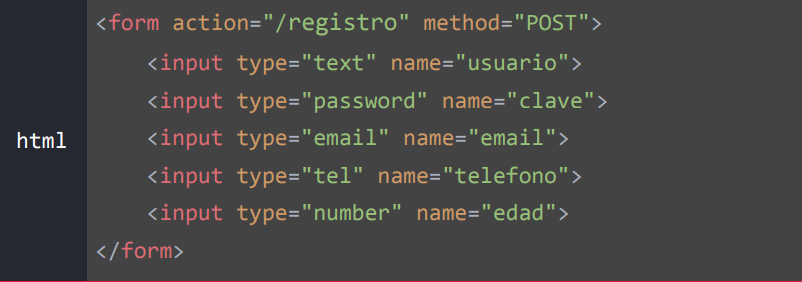 <form action="/registro" method="POST">
<input type="text" name="usuario">
<input type="password" name="clave">
html
<input type="email" name="email">
<input type="tel" name="telefono">
<input type="number" name="edad">
</form>